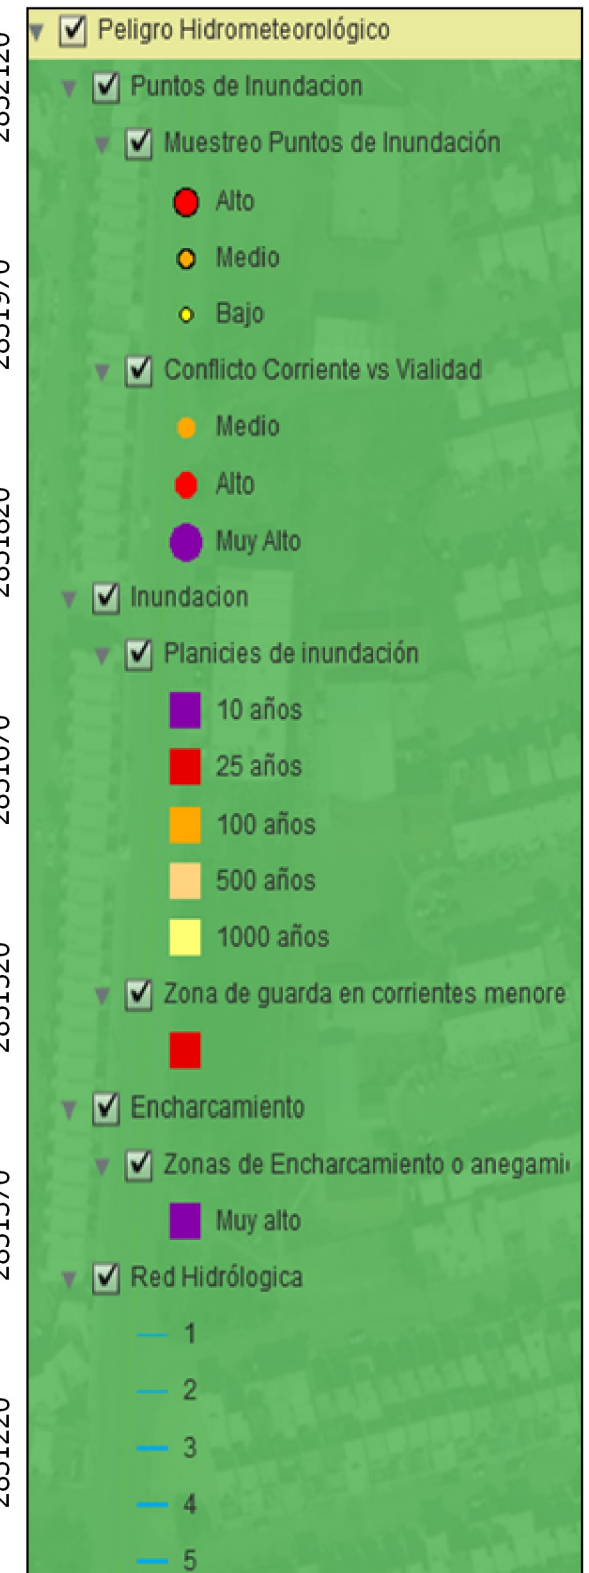 Peligro Hidrometeorológico
Puntos de Inundacion
Muestreo Puntos de Inundación
Alto
Medio
Bajo
Conflicto Corriente vs Vialidad
Medio
Alto
Muy Alto
Inundacion
Planicies de inundación
10 años
25 años
100 años
500 años
1000 años
Zona de guarda en corrientes menore
Encharcamiento
Zonas de Encharcamiento o anegami
Muy alto
Red Hidrólogica
1
2
3
4
5